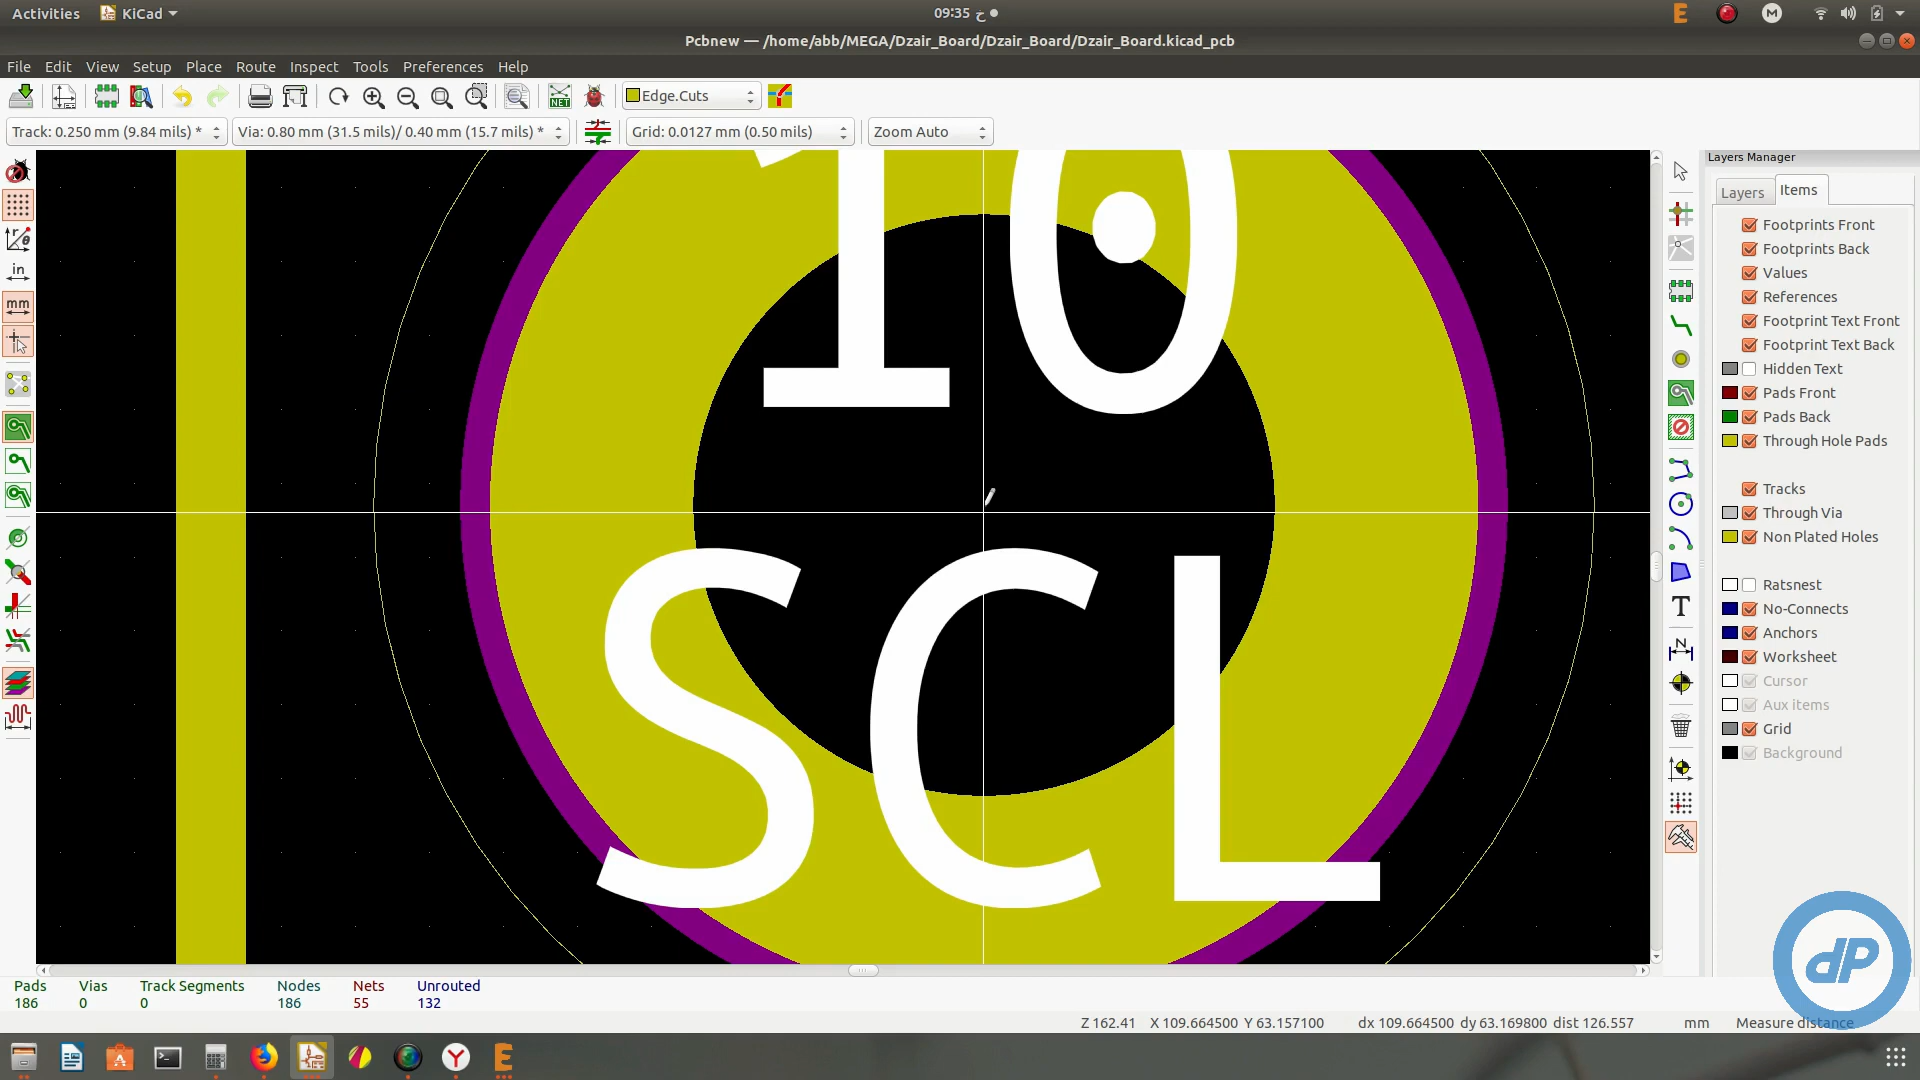 Activities KiCad 09:35 ح
Pcbnew — /home/abb/MEGA/Dzair_Board/Dzair_Board/Dzair_Board.kicad_pcb
File Edit View Setup Place Route Inspect Tools Preferences Help
NET Edge.Cuts
Track: 0.250 mm (9.84 mils) * Via: 0.80 mm (31.5 mils)/ 0.40 mm (15.7 mils) * Grid: 0.0127 mm (0.50 mils) Zoom Auto
Layers Manager
Layers Items
Footprints Front
Footprints Back
Values
References
Footprint Text Front
Footprint Text Back
Hidden Text
Pads Front
Pads Back
Through Hole Pads
Tracks
Through Via
Non Plated Holes
Ratsnest
No-Connects
Anchors
Worksheet
Cursor
Aux items
Grid
Background
in
mm
10
SCL
T
N
dP
Pads Vias Track Segments Nodes Nets Unrouted
186 0 0 186 55 132
Z 162.41 X 109.664500 Y 63.157100 dx 109.664500 dy 63.169800 dist 126.557 mm Measure distance